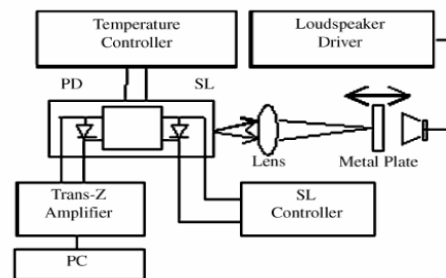 Temperature
Controller
Loudspeaker
Driver
PD
SL
Lens
Metal Plate
Trans-Z
Amplifier
SL
Controller
PC